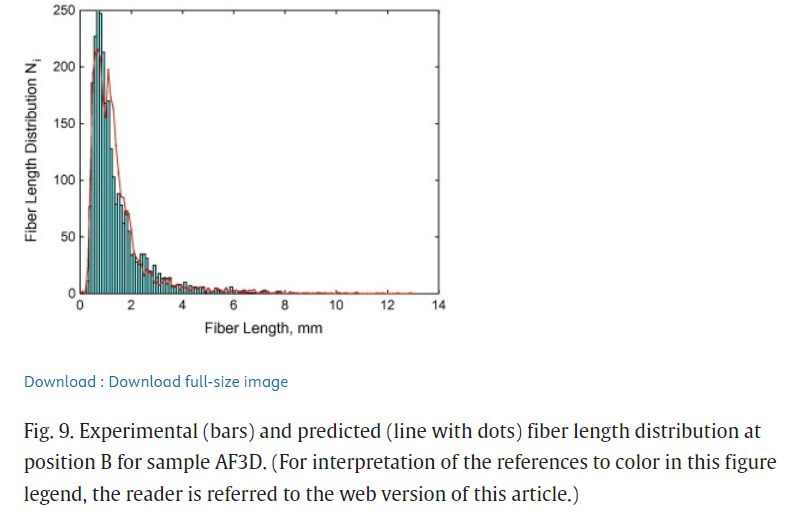 250
200
150
100
50
0
Fiber Length Distribution Ni
0 2 4 6 8 10 12 14
Fiber Length, mm
Download : Download full-size image
Fig. 9. Experimental (bars) and predicted (line with dots) fiber length distribution at
position B for sample AF3D. (For interpretation of the references to color in this figure
legend, the reader is referred to the web version of this article.)